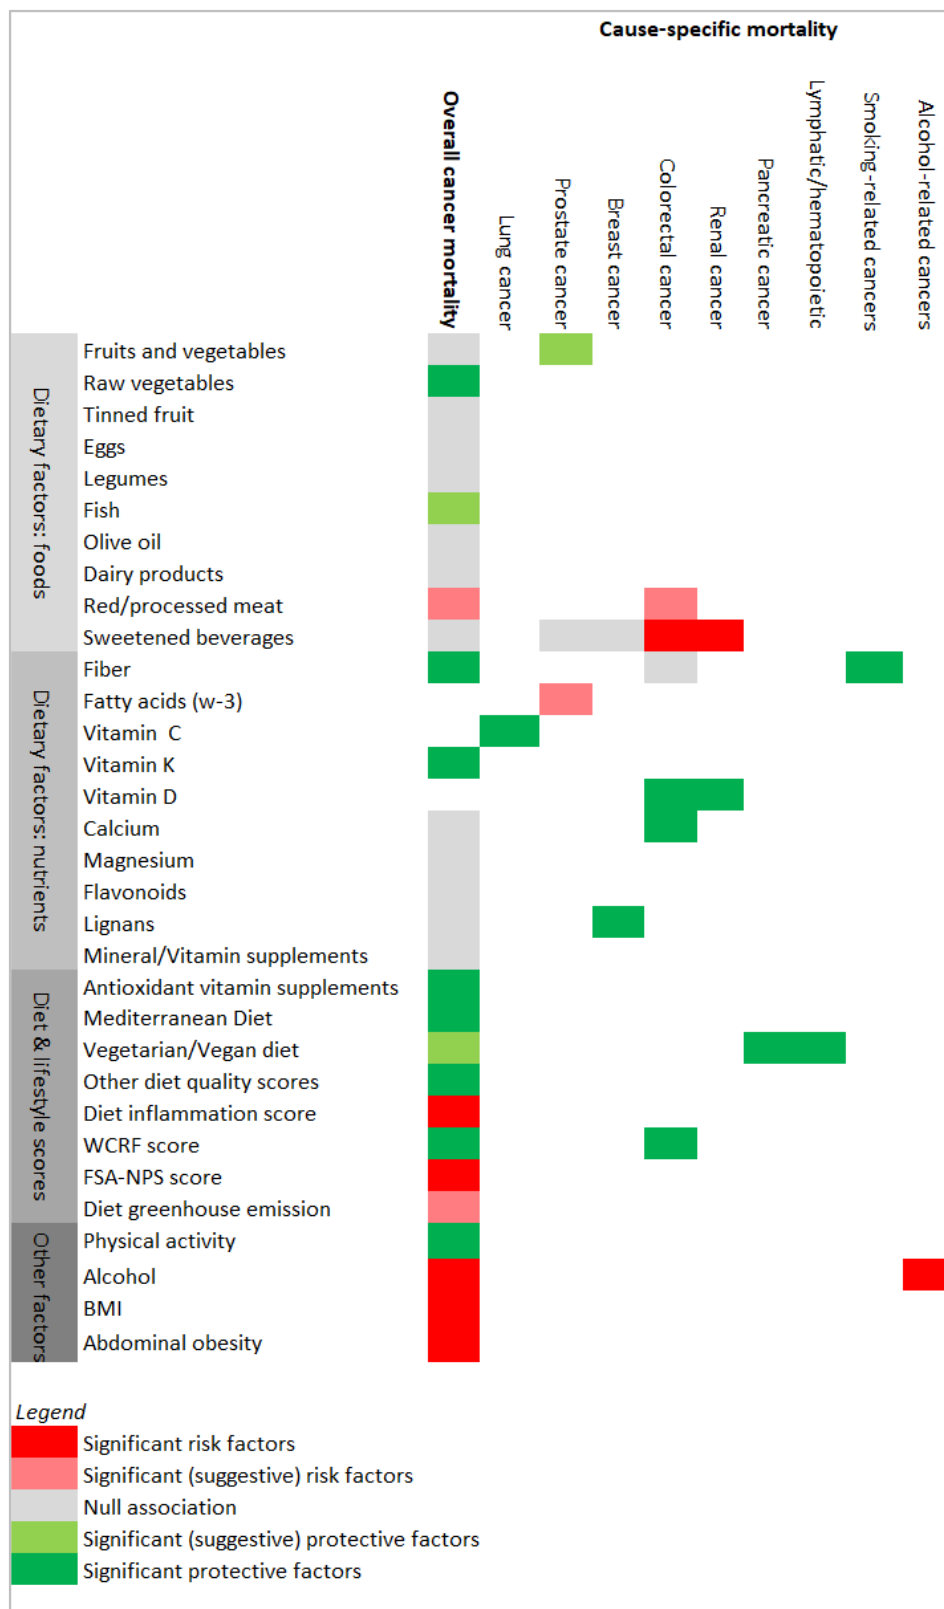 Cause-specific mortality
Overall cancer mortality
Lung cancer
Prostate cancer
Breast cancer
Colorectal cancer
Renal cancer
Pancreatic cancer
Lymphatic/hematopoietic
Smoking-related cancers
Alcohol-related cancers
Dietary factors: foods
Fruits and vegetables
Raw vegetables
Tinned fruit
Eggs
Legumes
Fish
Olive oil
Dairy products
Red/processed meat
Sweetened beverages
Dietary factors: nutrients
Fiber
Fatty acids (w-3)
Vitamin C
Vitamin K
Vitamin D
Calcium
Magnesium
Flavonoids
Lignans
Mineral/Vitamin supplements
Diet & lifestyle scores
Antioxidant vitamin supplements
Mediterranean Diet
Vegetarian/Vegan diet
Other diet quality scores
Diet inflammation score
WCRF score
FSA-NPS score
Diet greenhouse emission
Other factors
Physical activity
Alcohol
BMI
Abdominal obesity
Legend
Significant risk factors
Significant (suggestive) risk factors
Null association
Significant (suggestive) protective factors
Significant protective factors